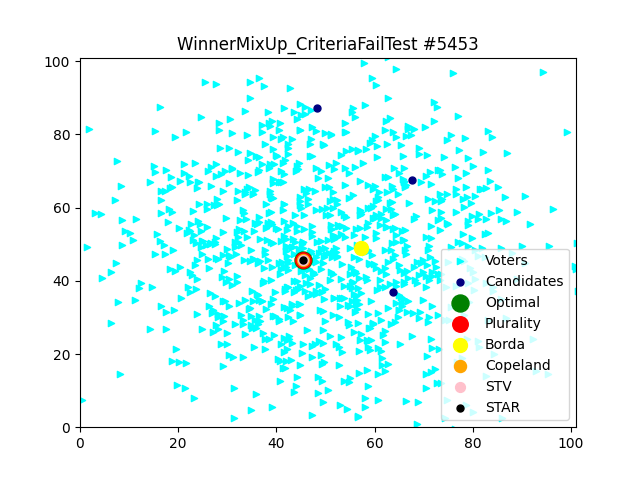 WinnerMixUp_CriteriaFailTest #5453
100
80
60
40
20
0
0 20 40 60 80 100
Voters
Candidates
Optimal
Plurality
Borda
Copeland
STV
STAR